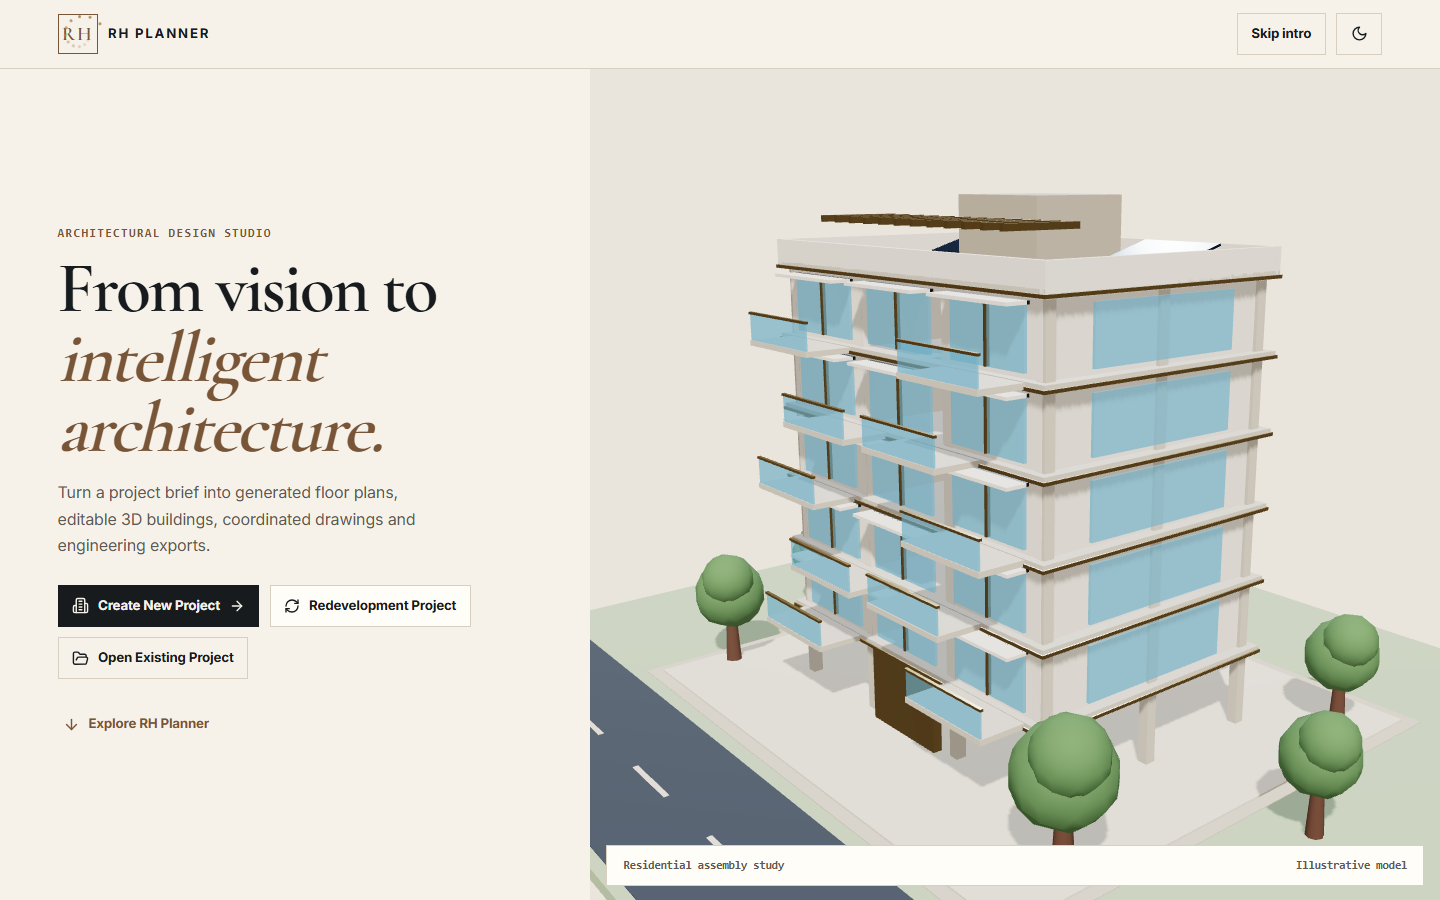 RH
RH PLANNER
Skip intro
ARCHITECTURAL DESIGN STUDIO
From vision to
intelligent
architecture.
Turn a project brief into generated floor plans,
editable 3D buildings, coordinated drawings and
engineering exports.
Create New Project
Redevelopment Project
Open Existing Project
Explore RH Planner
Residential assembly study
Illustrative model